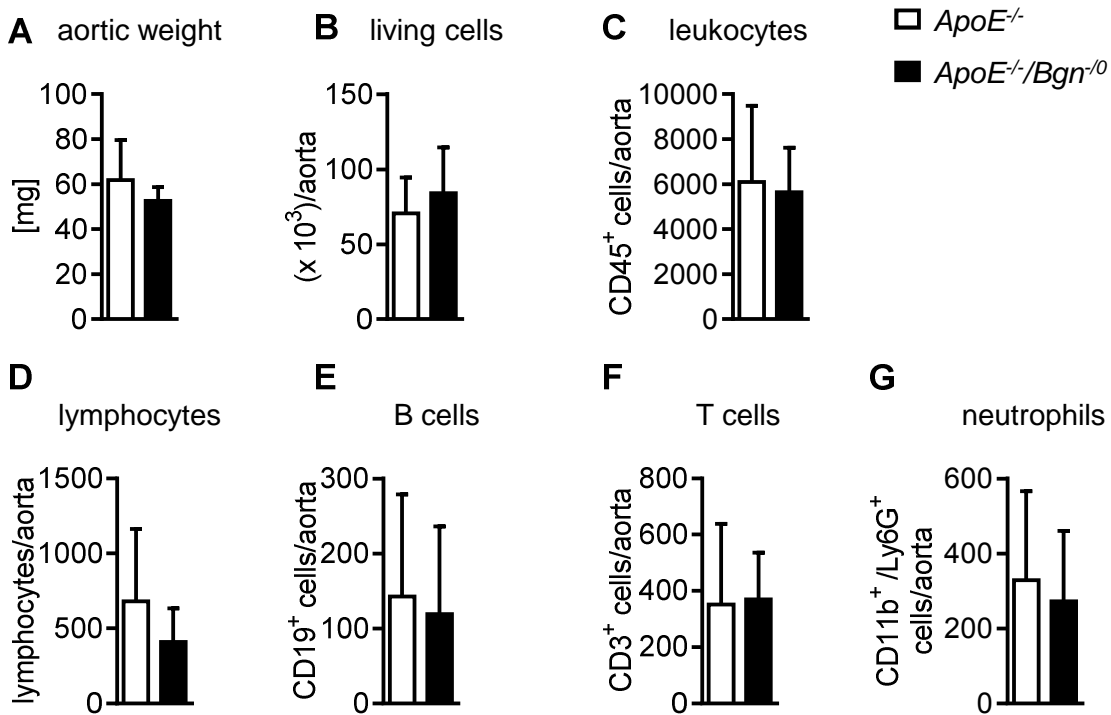 A aortic weight
B living cells
C leukocytes
ApoE-/-
ApoE-/-/Bgn-/0
[mg]
100
80
60
40
20
0
(x 10³)/aorta
150
100
50
0
CD45⁺ cells/aorta
10000
8000
6000
4000
2000
0
D
lymphocytes
lymphocytes/aorta
1500
1000
500
0
E
B cells
CD19⁺ cells/aorta
300
200
100
0
F
T cells
CD3⁺ cells/aorta
800
600
400
200
0
G
neutrophils
CD11b⁺/Ly6G⁺
cells/aorta
600
400
200
0